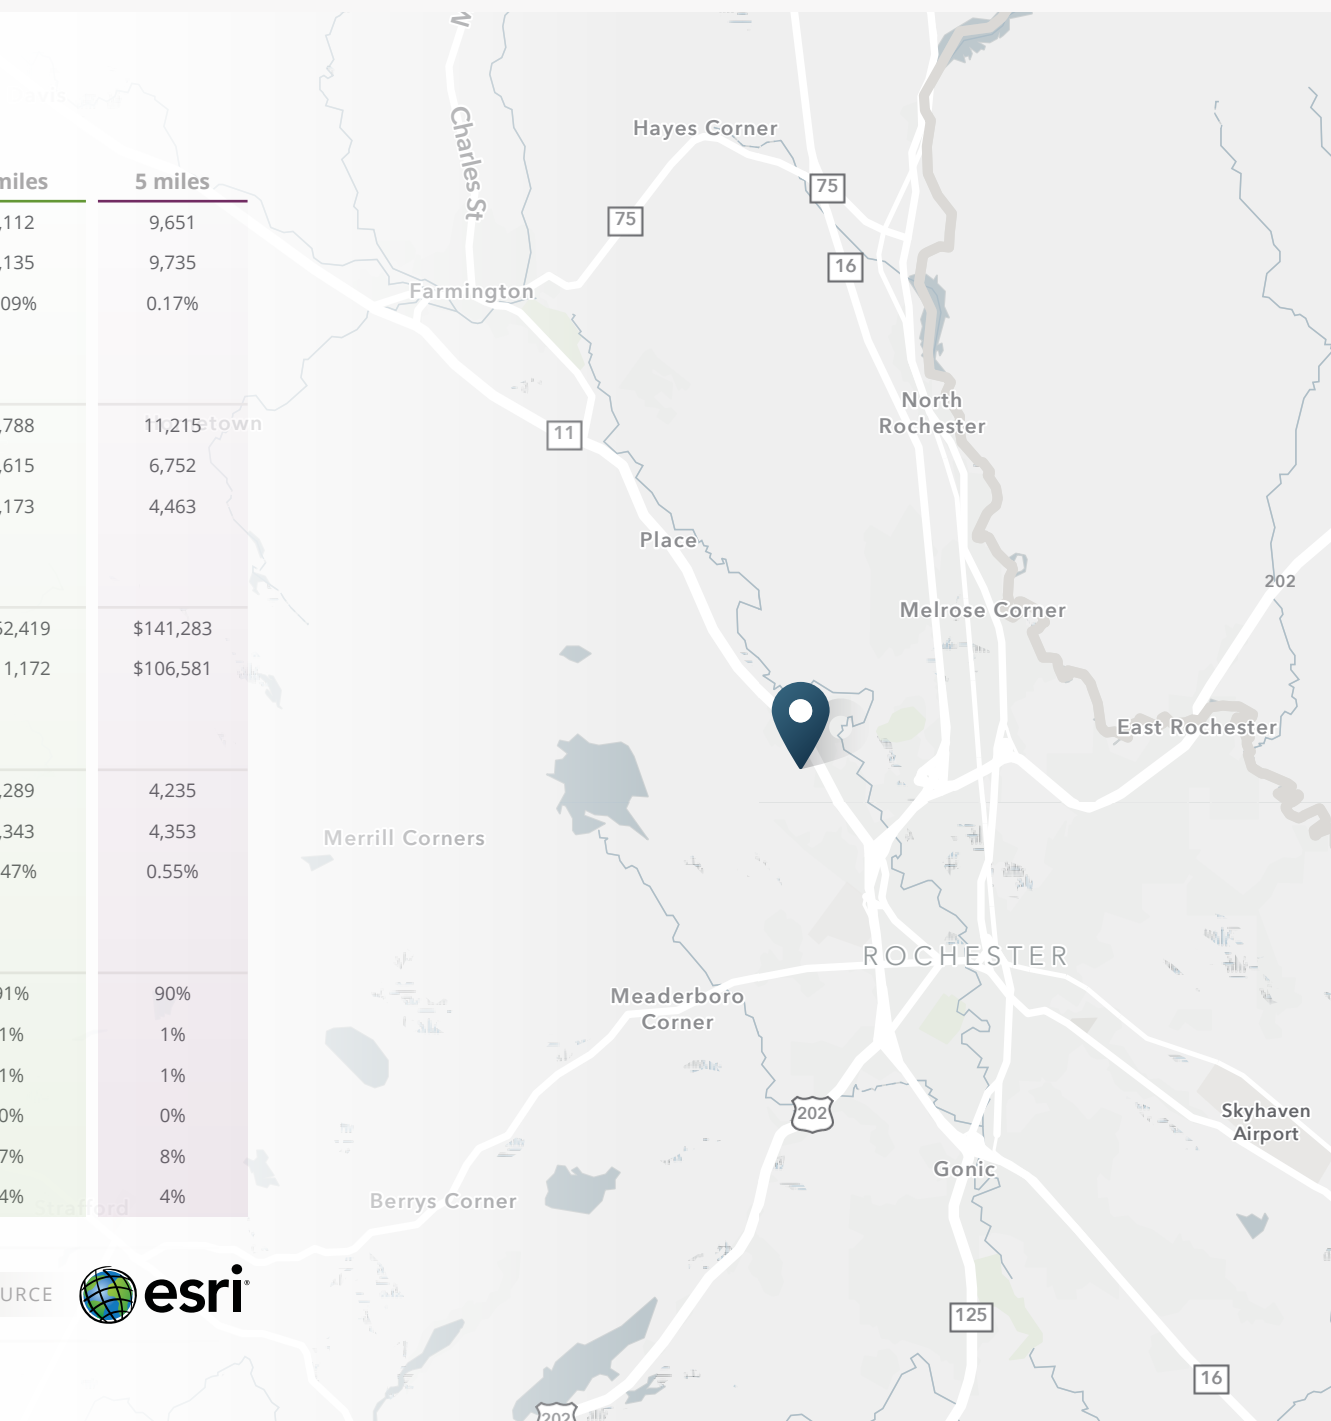 miles 5 miles
,112 9,651
,135 9,735
09% 0.17%
,788 11,215
,615 6,752
,173 4,463
52,419 $141,283
1,172 $106,581
,289 4,235
,343 4,353
47% 0.55%
91% 90%
1% 1%
1% 1%
0% 0%
7% 8%
4% 4%
URCE esri
Charles St
Hayes Corner
75
75
16
Farmington
11
North
Rochester
Place
202
Melrose Corner
East Rochester
Merrill Corners
ROCHESTER
Meaderboro
Corner
202
Skyhaven
Airport
Gonic
Berrys Corner
Strafford
125
16
202